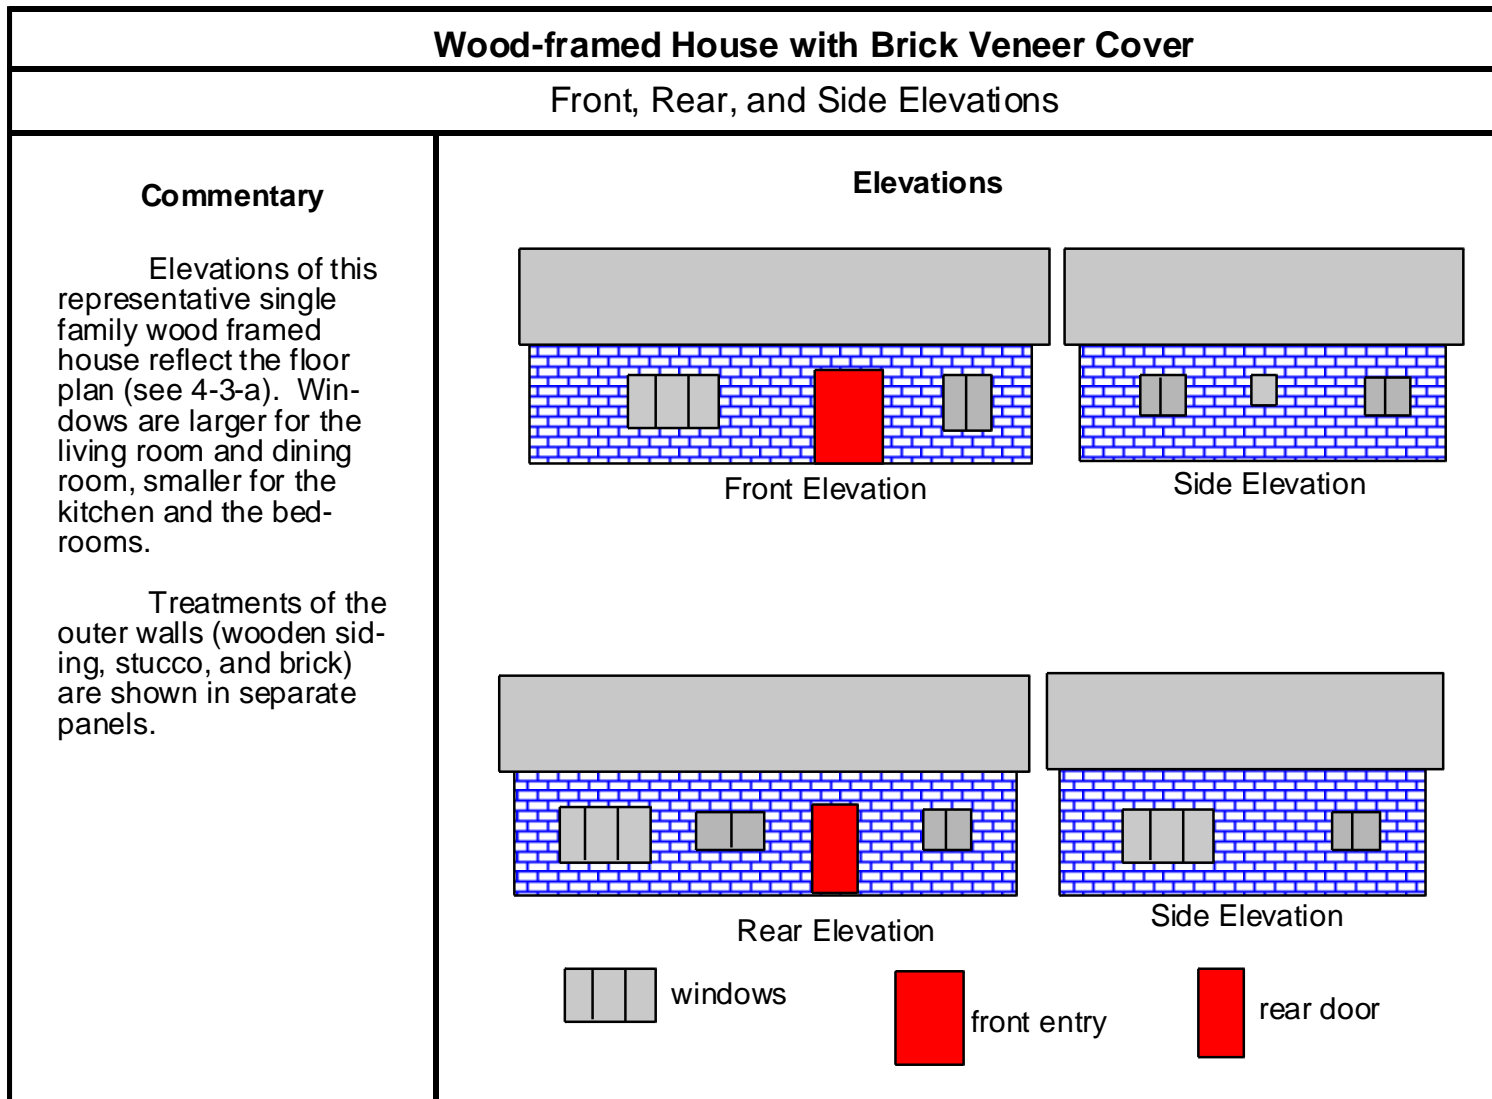 Wood-framed House with Brick Veneer Cover
Front, Rear, and Side Elevations
Commentary
Elevations of this
representative single
family wood framed
house reflect the floor
plan (see 4-3-a).  Win-
dows are larger for the
living room and dining
room, smaller for the
kitchen and the bed-
rooms.
Treatments of the
outer walls (wooden sid-
ing, stucco, and brick)
are shown in separate
panels.
Elevations
Front Elevation
Side Elevation
Rear Elevation
Side Elevation
windows
front entry
rear door